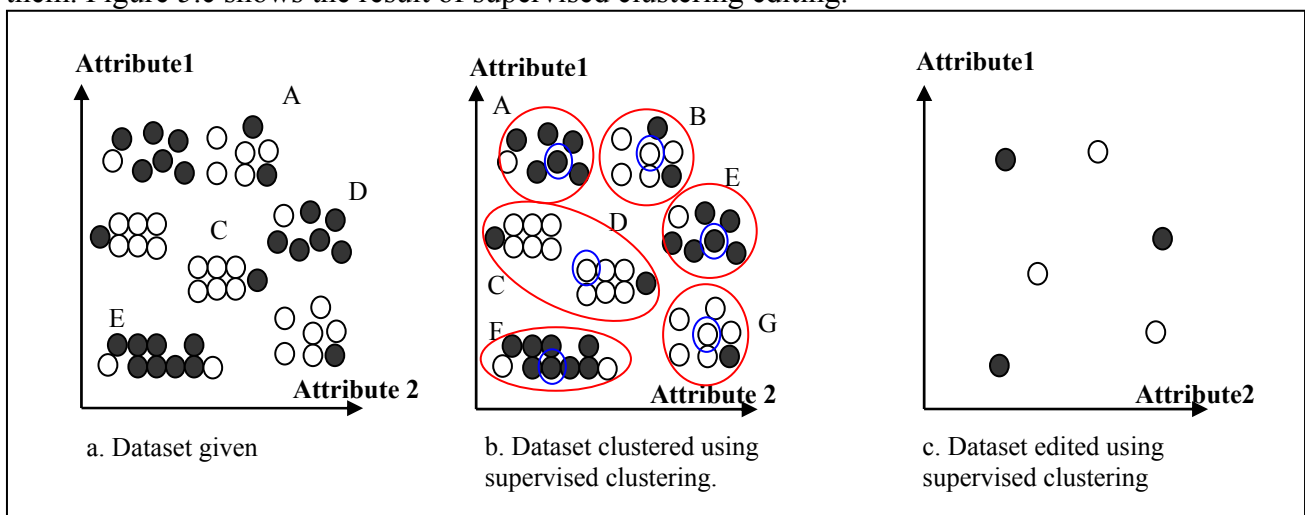 them. Figure 3.c shows the result of supervised clustering editing.
Attribute1
A
D
C
E
Attribute 2
a. Dataset given
Attribute1
A
B
E
D
C
F
G
Attribute 2
b. Dataset clustered using
supervised clustering.
Attribute1
Attribute2
c. Dataset edited using
supervised clustering